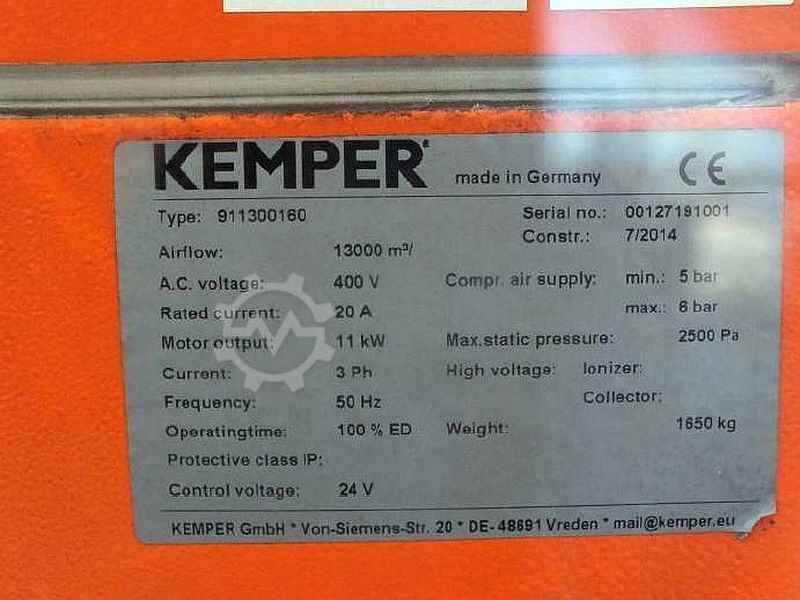 KEMPER® made in Germany CE
Type: 911300160 Serial no.: 00127191001
Constr.: 7/2014
Airflow: 13000 m³/
A.C. voltage: 400 V Compr. air supply: min.: 5 bar
Rated current: 20 A max.: 6 bar
Motor output: 11 kW Max.static pressure: 2500 Pa
Current: 3 Ph High voltage: Ionizer:
Frequency: 50 Hz Collector:
Operatingtime: 100 % ED Weight: 1650 kg
Protective class IP:
Control voltage: 24 V
KEMPER GmbH * Von-Siemens-Str. 20 * DE-48691 Vreden * mail@kemper.eu